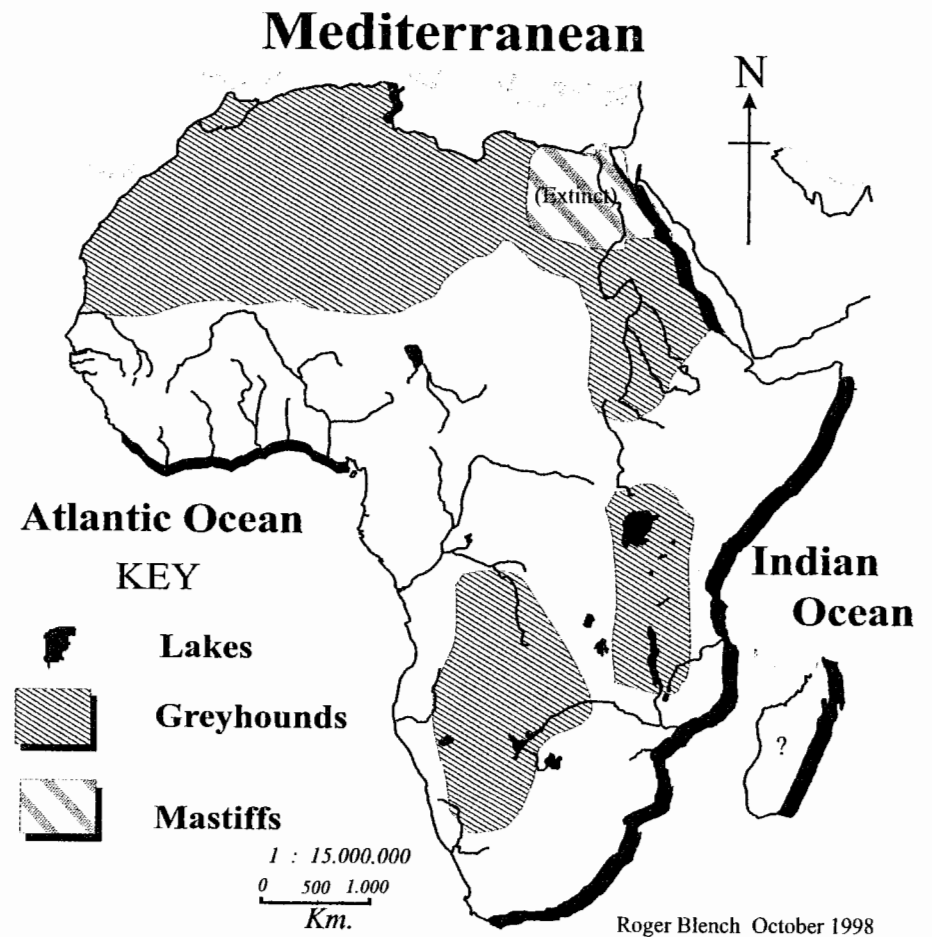 Mediterranean
N
(Extinct)
Atlantic Ocean
KEY
Lakes
Greyhounds
Mastiffs
Indian
Ocean
?
1 : 15.000.000
0 500 1.000
Km.
Roger Blench October 1998